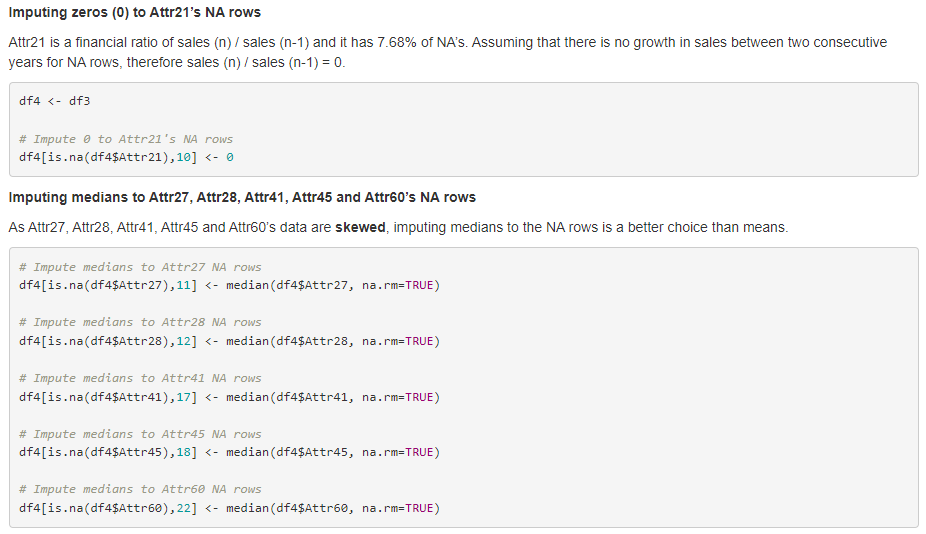 Imputing zeros (0) to Attr21’s NA rows
Attr21 is a financial ratio of sales (n) / sales (n-1) and it has 7.68% of NA’s. Assuming that there is no growth in sales between two consecutive
years for NA rows, therefore sales (n) / sales (n-1) = 0.
df4 <- df3
# Impute 0 to Attr21's NA rows
df4[is.na(df4$Attr21),10] <- 0
Imputing medians to Attr27, Attr28, Attr41, Attr45 and Attr60’s NA rows
As Attr27, Attr28, Attr41, Attr45 and Attr60’s data are skewed, imputing medians to the NA rows is a better choice than means.
# Impute medians to Attr27 NA rows
df4[is.na(df4$Attr27),11] <- median(df4$Attr27, na.rm=TRUE)
# Impute medians to Attr28 NA rows
df4[is.na(df4$Attr28),12] <- median(df4$Attr28, na.rm=TRUE)
# Impute medians to Attr41 NA rows
df4[is.na(df4$Attr41),17] <- median(df4$Attr41, na.rm=TRUE)
# Impute medians to Attr45 NA rows
df4[is.na(df4$Attr45),18] <- median(df4$Attr45, na.rm=TRUE)
# Impute medians to Attr60 NA rows
df4[is.na(df4$Attr60),22] <- median(df4$Attr60, na.rm=TRUE)